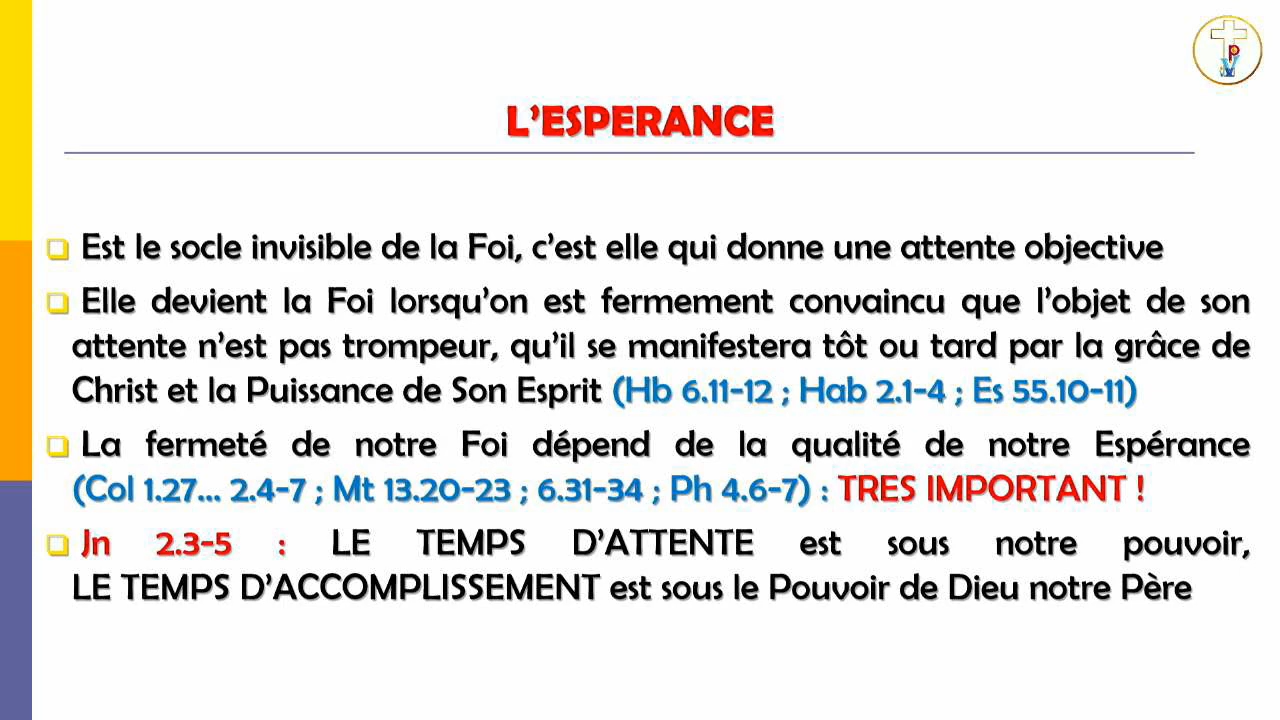 L'ESPERANCE
Est le socle invisible de la Foi, c'est elle qui donne une attente objective
Elle devient la Foi lorsqu'on est fermement convaincu que l'objet de son
attente n'est pas trompeur, qu'il se manifestera tôt ou tard par la grâce de
Christ et la Puissance de Son Esprit (Hb 6.11-12 ; Hab 2.1-4 ; Es 55.10-11)
La fermeté de notre Foi dépend de la qualité de notre Espérance
(Col 1.27... 2.4-7 ; Mt 13.20-23 ; 6.31-34 ; Ph 4.6-7) : TRES IMPORTANT !
Jn 2.3-5 : LE TEMPS D'ATTENTE est sous notre pouvoir,
LE TEMPS D'ACCOMPLISSEMENT est sous le Pouvoir de Dieu notre Père